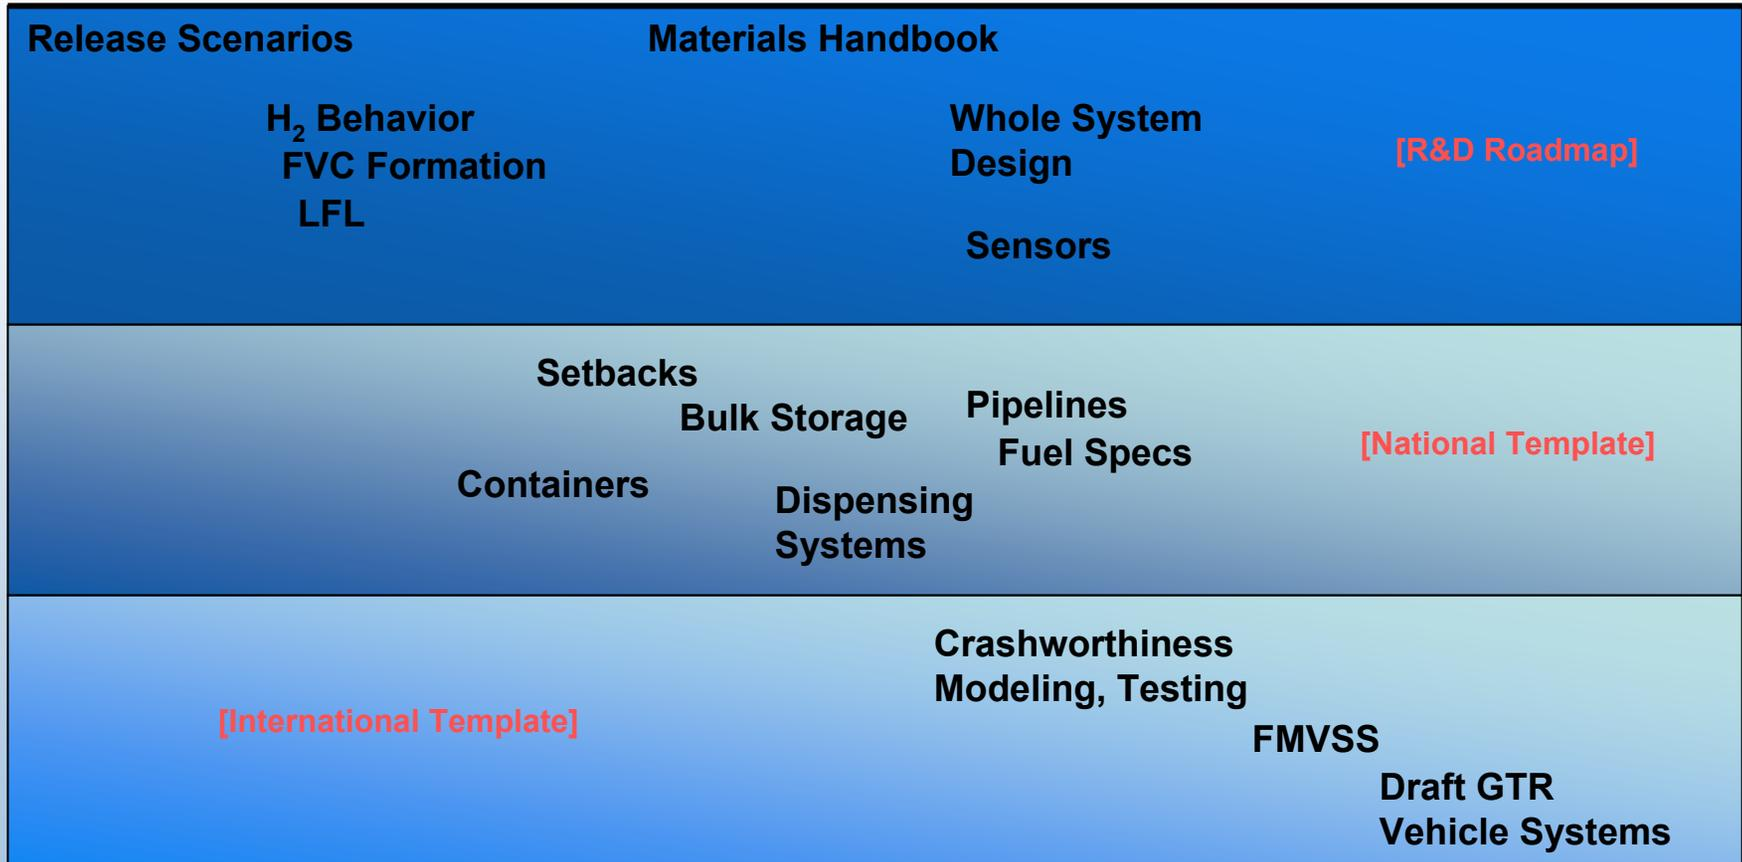 Release Scenarios
Materials Handbook
H₂ Behavior
FVC Formation
LFL
Whole System
Design
[R&D Roadmap]
Sensors
Setbacks
Bulk Storage
Pipelines
Fuel Specs
[National Template]
Containers
Dispensing
Systems
Crashworthiness
Modeling, Testing
[International Template]
FMVSS
Draft GTR
Vehicle Systems